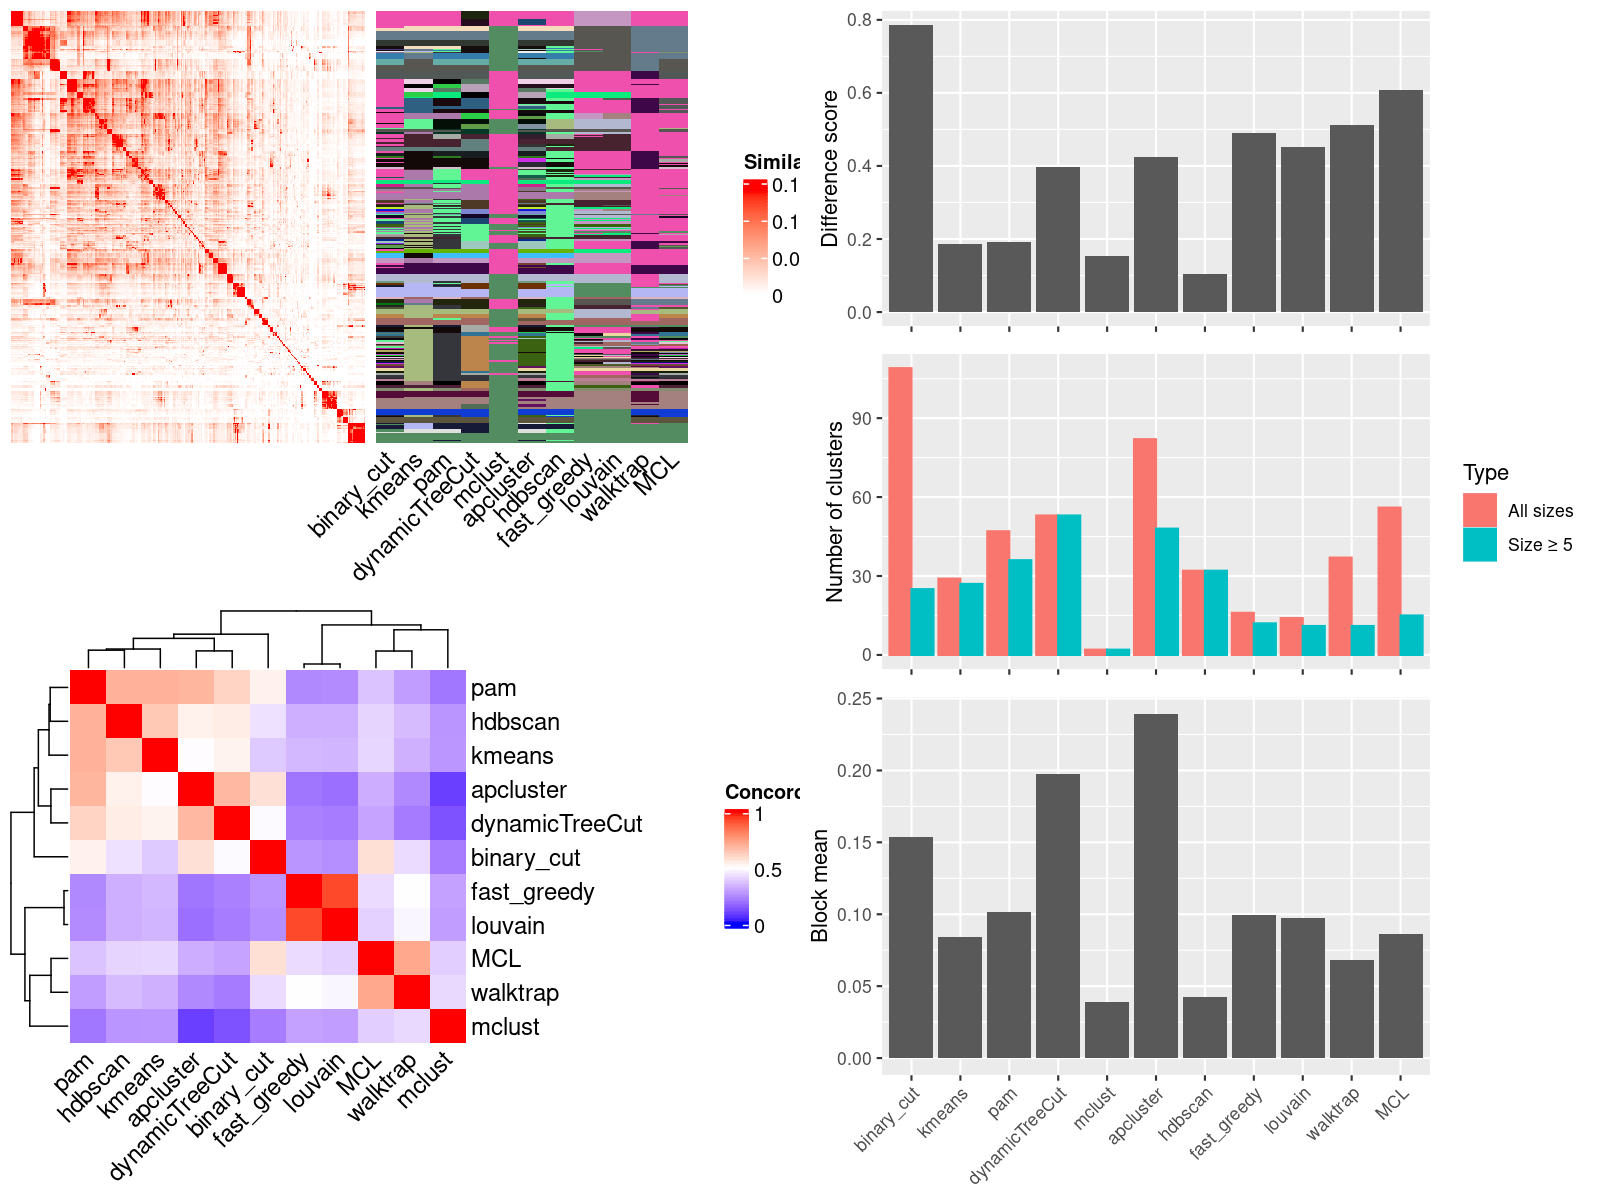 Simila
0.1
0.1
0.0
0
binary_cut
kmeans
pam
dynamicTreeCut
mclust
apcluster
hdbscan
fast_greedy
louvain
walktrap
MCL
pam
hdbscan
kmeans
apcluster
dynamicTreeCut
binary_cut
fast_greedy
louvain
MCL
walktrap
mclust
pam
hdbscan
kmeans
apcluster
dynamicTreeCut
binary_cut
fast_greedy
louvain
MCL
walktrap
mclust
Concord
1
0.5
0
Difference score
0.8
0.6
0.4
0.2
0.0
Number of clusters
90
60
30
0
Type
All sizes
Size ≥ 5
Block mean
0.25
0.20
0.15
0.10
0.05
0.00
binary_cut
kmeans
pam
dynamicTreeCut
mclust
apcluster
hdbscan
fast_greedy
louvain
walktrap
MCL